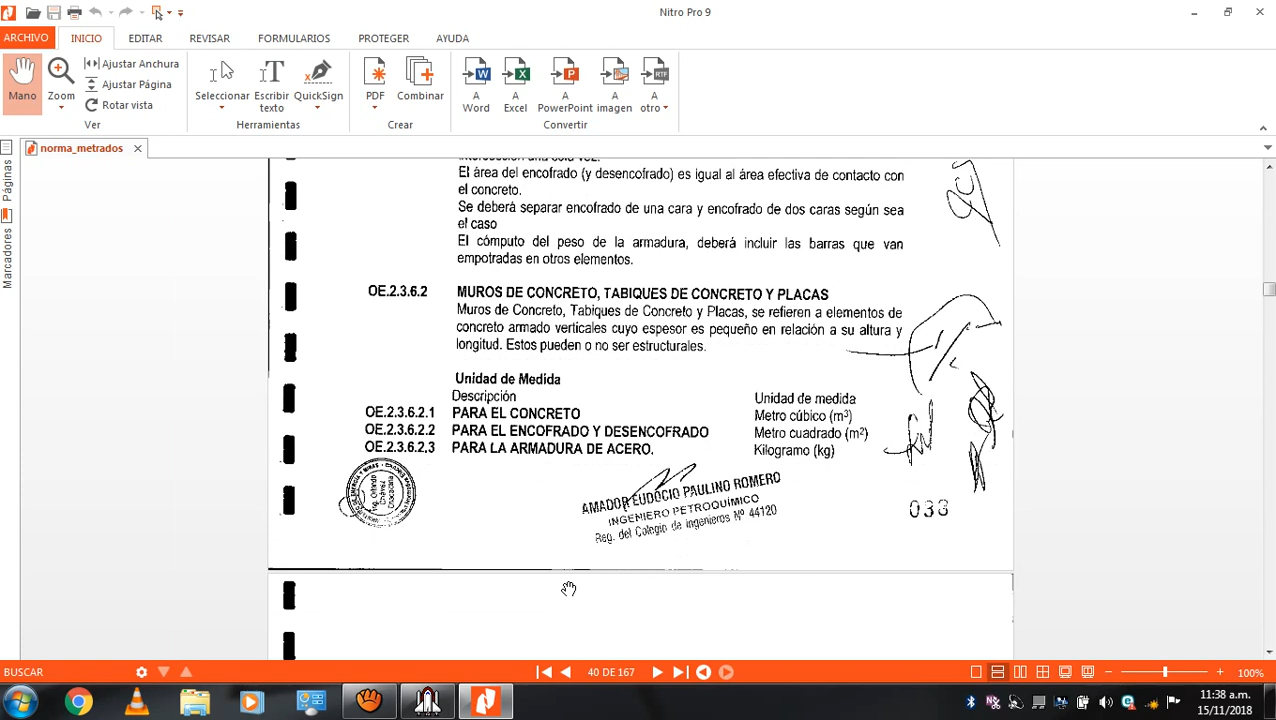 Nitro Pro 9
ARCHIVO INICIO EDITAR REVISAR FORMULARIOS PROTEGER AYUDA
Mano
Zoom
Ajustar Anchura
Ajustar Página
Rotar vista
Ver
Seleccionar
Escribir texto
QuickSign
Herramientas
PDF
Combinar
Crear
A Word
A Excel
A PowerPoint
A imagen
A otro
Convertir
norma_metrados
Páginas
Marcadores
intersección una sola vez.
El área del encofrado (y desencofrado) es igual al área efectiva de contacto con
el concreto.
Se deberá separar encofrado de una cara y encofrado de dos caras según sea
el caso
El cómputo del peso de la armadura, deberá incluir las barras que van
empotradas en otros elementos.
OE.2.3.6.2 MUROS DE CONCRETO, TABIQUES DE CONCRETO Y PLACAS
Muros de Concreto, Tabiques de Concreto y Placas, se refieren a elementos de
concreto armado verticales cuyo espesor es pequeño en relación a su altura y
longitud. Estos pueden o no ser estructurales.
Unidad de Medida
Descripción Unidad de medida
OE.2.3.6.2.1 PARA EL CONCRETO Metro cúbico (m³)
OE.2.3.6.2.2 PARA EL ENCOFRADO Y DESENCOFRADO Metro cuadrado (m²)
OE.2.3.6.2,3 PARA LA ARMADURA DE ACERO. Kilogramo (kg)
AMADOR EUDOCIO PAULINO ROMERO
INGENIERO PETROQUÍMICO
Reg. del Colegio de Ingenieros Nº 44120
038
BUSCAR
40 DE 167
100%
11:38 a.m.
15/11/2018